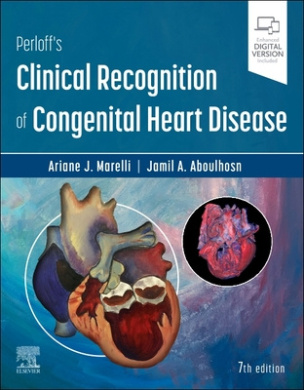 Perloff's
Clinical Recognition
of Congenital Heart Disease
Enhanced
DIGITAL
VERSION
Included
Ariane J. Marelli | Jamil A. Aboulhosn
ELSEVIER
7th edition